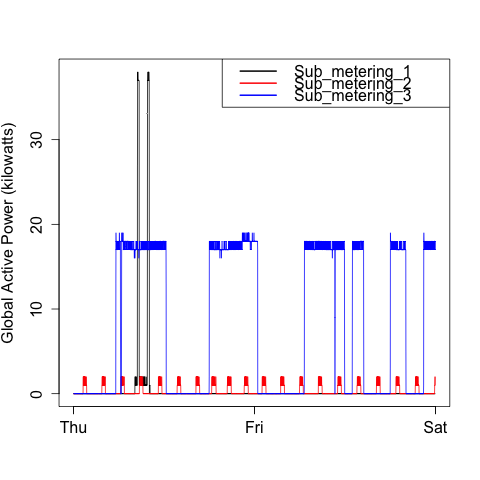 Sub_metering_1
Sub_metering_2
Sub_metering_3
Global Active Power (kilowatts)
30
20
10
0
Thu Fri Sat